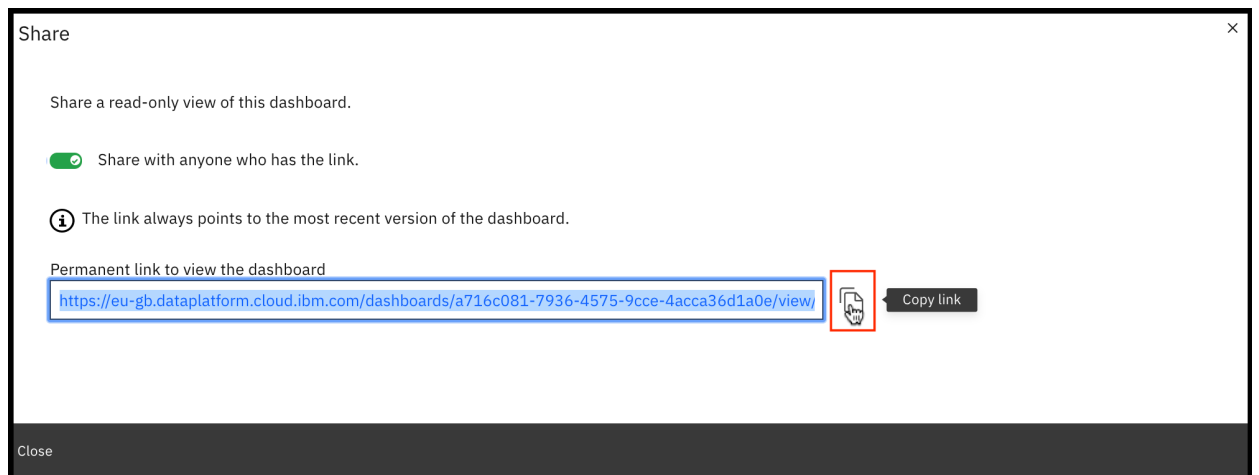 Share
Share a read-only view of this dashboard.
Share with anyone who has the link.
The link always points to the most recent version of the dashboard.
Permanent link to view the dashboard
https://eu-gb.dataplatform.cloud.ibm.com/dashboards/a716c081-7936-4575-9cce-4acca36d1a0e/view/
Copy link
Close